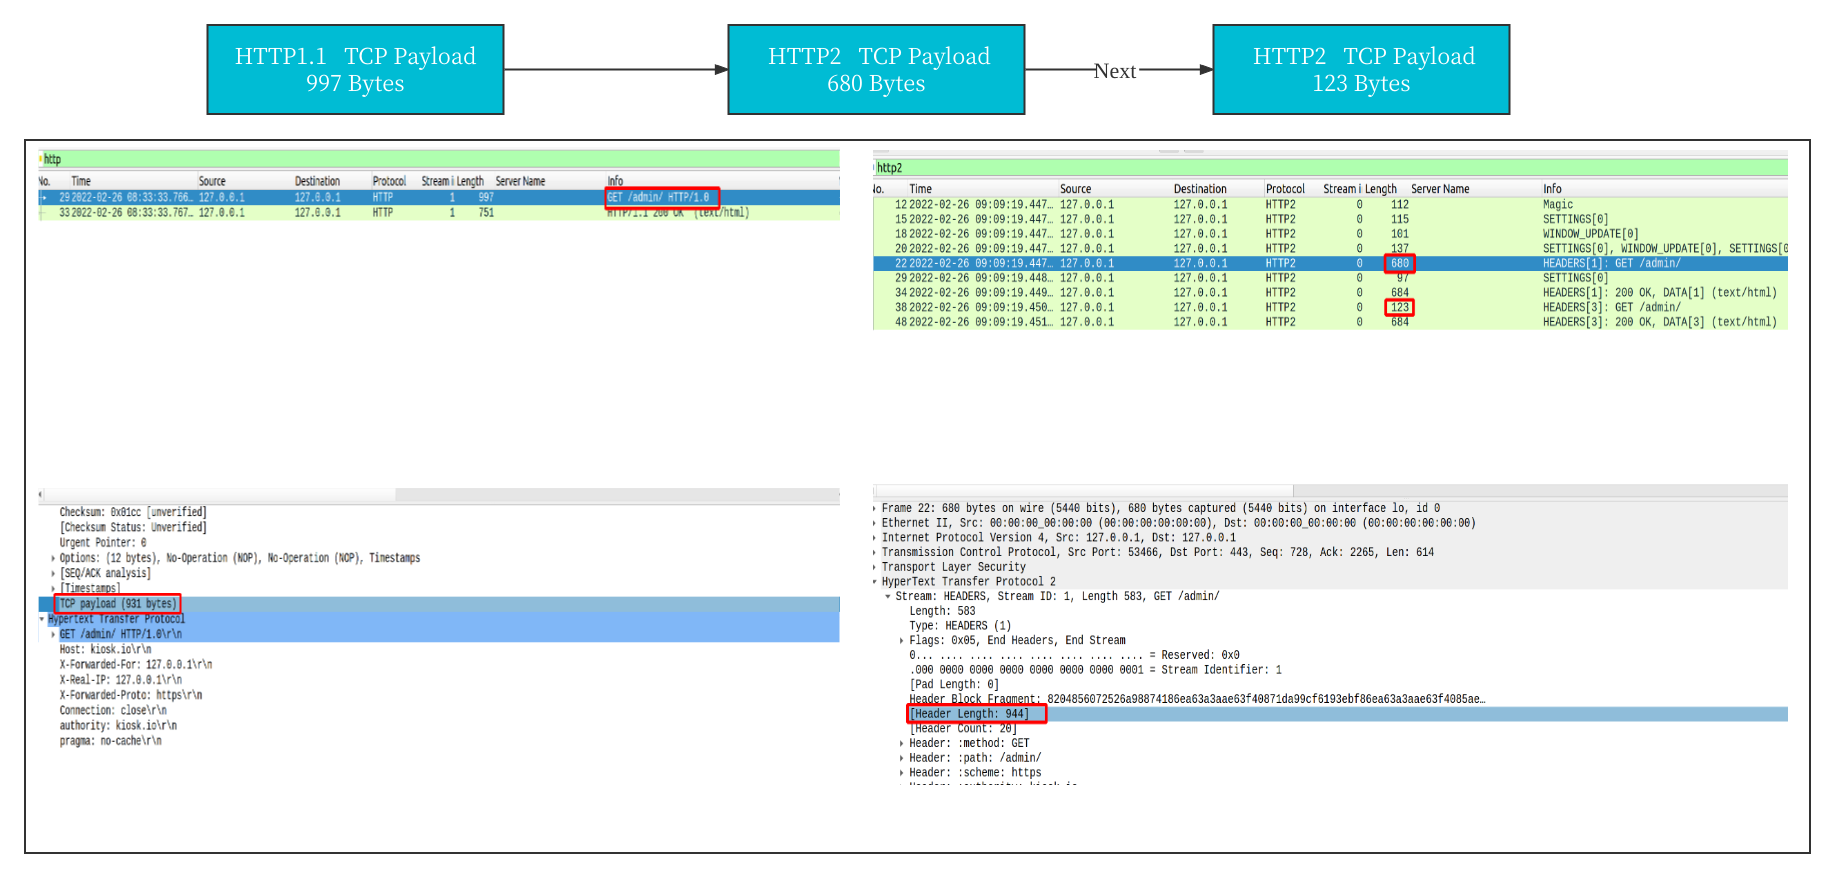 HTTP1.1 TCP Payload
997 Bytes
HTTP2 TCP Payload
680 Bytes
Next
HTTP2 TCP Payload
123 Bytes
http
No. Time Source Destination Protocol Stream i Length Server Name Info
29 2022-02-26 08:33:33.766… 127.0.0.1 127.0.0.1 HTTP 1 997 GET /admin/ HTTP/1.0
33 2022-02-26 08:33:33.767… 127.0.0.1 127.0.0.1 HTTP 1 751 HTTP/1.1 200 OK (text/html)
Checksum: 0x01cc [unverified]
[Checksum Status: Unverified]
Urgent Pointer: 0
Options: (12 bytes), No-Operation (NOP), No-Operation (NOP), Timestamps
[SEQ/ACK analysis]
[Timestamps]
TCP payload (931 bytes)
Hypertext Transfer Protocol
GET /admin/ HTTP/1.0\r\n
Host: kiosk.io\r\n
X-Forwarded-For: 127.0.0.1\r\n
X-Real-IP: 127.0.0.1\r\n
X-Forwarded-Proto: https\r\n
Connection: close\r\n
authority: kiosk.io\r\n
pragma: no-cache\r\n
http2
No. Time Source Destination Protocol Stream i Length Server Name Info
12 2022-02-26 09:09:19.447… 127.0.0.1 127.0.0.1 HTTP2 0 112 Magic
15 2022-02-26 09:09:19.447… 127.0.0.1 127.0.0.1 HTTP2 0 115 SETTINGS[0]
18 2022-02-26 09:09:19.447… 127.0.0.1 127.0.0.1 HTTP2 0 101 WINDOW_UPDATE[0]
20 2022-02-26 09:09:19.447… 127.0.0.1 127.0.0.1 HTTP2 0 137 SETTINGS[0], WINDOW_UPDATE[0], SETTINGS[0
22 2022-02-26 09:09:19.447… 127.0.0.1 127.0.0.1 HTTP2 0 680 HEADERS[1]: GET /admin/
29 2022-02-26 09:09:19.448… 127.0.0.1 127.0.0.1 HTTP2 0 97 SETTINGS[0]
34 2022-02-26 09:09:19.449… 127.0.0.1 127.0.0.1 HTTP2 0 684 HEADERS[1]: 200 OK, DATA[1] (text/html)
38 2022-02-26 09:09:19.450… 127.0.0.1 127.0.0.1 HTTP2 0 123 HEADERS[3]: GET /admin/
48 2022-02-26 09:09:19.451… 127.0.0.1 127.0.0.1 HTTP2 0 684 HEADERS[3]: 200 OK, DATA[3] (text/html)
Frame 22: 680 bytes on wire (5440 bits), 680 bytes captured (5440 bits) on interface lo, id 0
Ethernet II, Src: 00:00:00_00:00:00 (00:00:00:00:00:00), Dst: 00:00:00_00:00:00 (00:00:00:00:00:00)
Internet Protocol Version 4, Src: 127.0.0.1, Dst: 127.0.0.1
Transmission Control Protocol, Src Port: 53466, Dst Port: 443, Seq: 728, Ack: 2265, Len: 614
Transport Layer Security
HyperText Transfer Protocol 2
Stream: HEADERS, Stream ID: 1, Length 583, GET /admin/
Length: 583
Type: HEADERS (1)
Flags: 0x05, End Headers, End Stream
0... .... .... .... .... .... .... .... = Reserved: 0x0
.000 0000 0000 0000 0000 0000 0000 0001 = Stream Identifier: 1
[Pad Length: 0]
Header Block Fragment: 8204856072526a98874186ea63a3aae63f40871da99cf6193ebf86ea63a3aae63f4085ae…
[Header Length: 944]
[Header Count: 20]
Header: :method: GET
Header: :path: /admin/
Header: :scheme: https
Header: :authority: kiosk.io